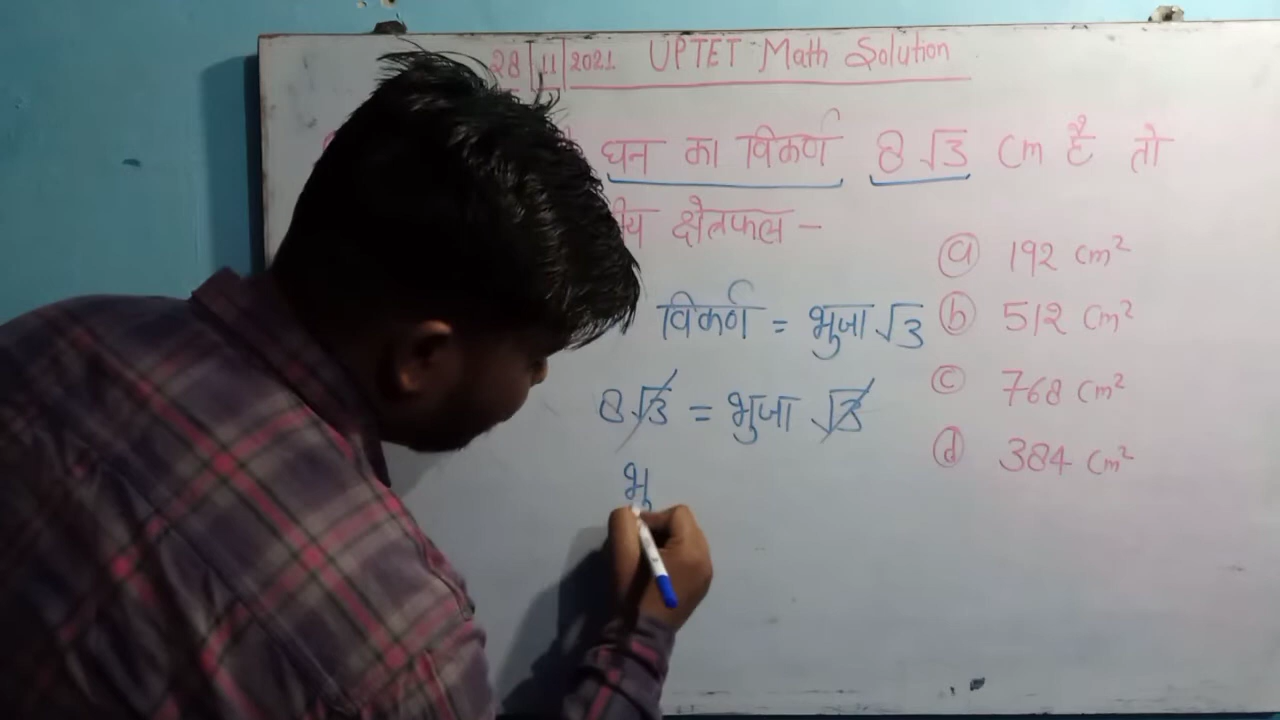 28|11|2021 UPTET Math Solution
घन का विकर्ण 8√3 cm है तो
क्षेत्रफल –
(a) 192 cm²
(b) 512 cm²
(c) 768 cm²
(d) 384 cm²
विकर्ण = भुजा √3
8√3 = भुजा √3
भु